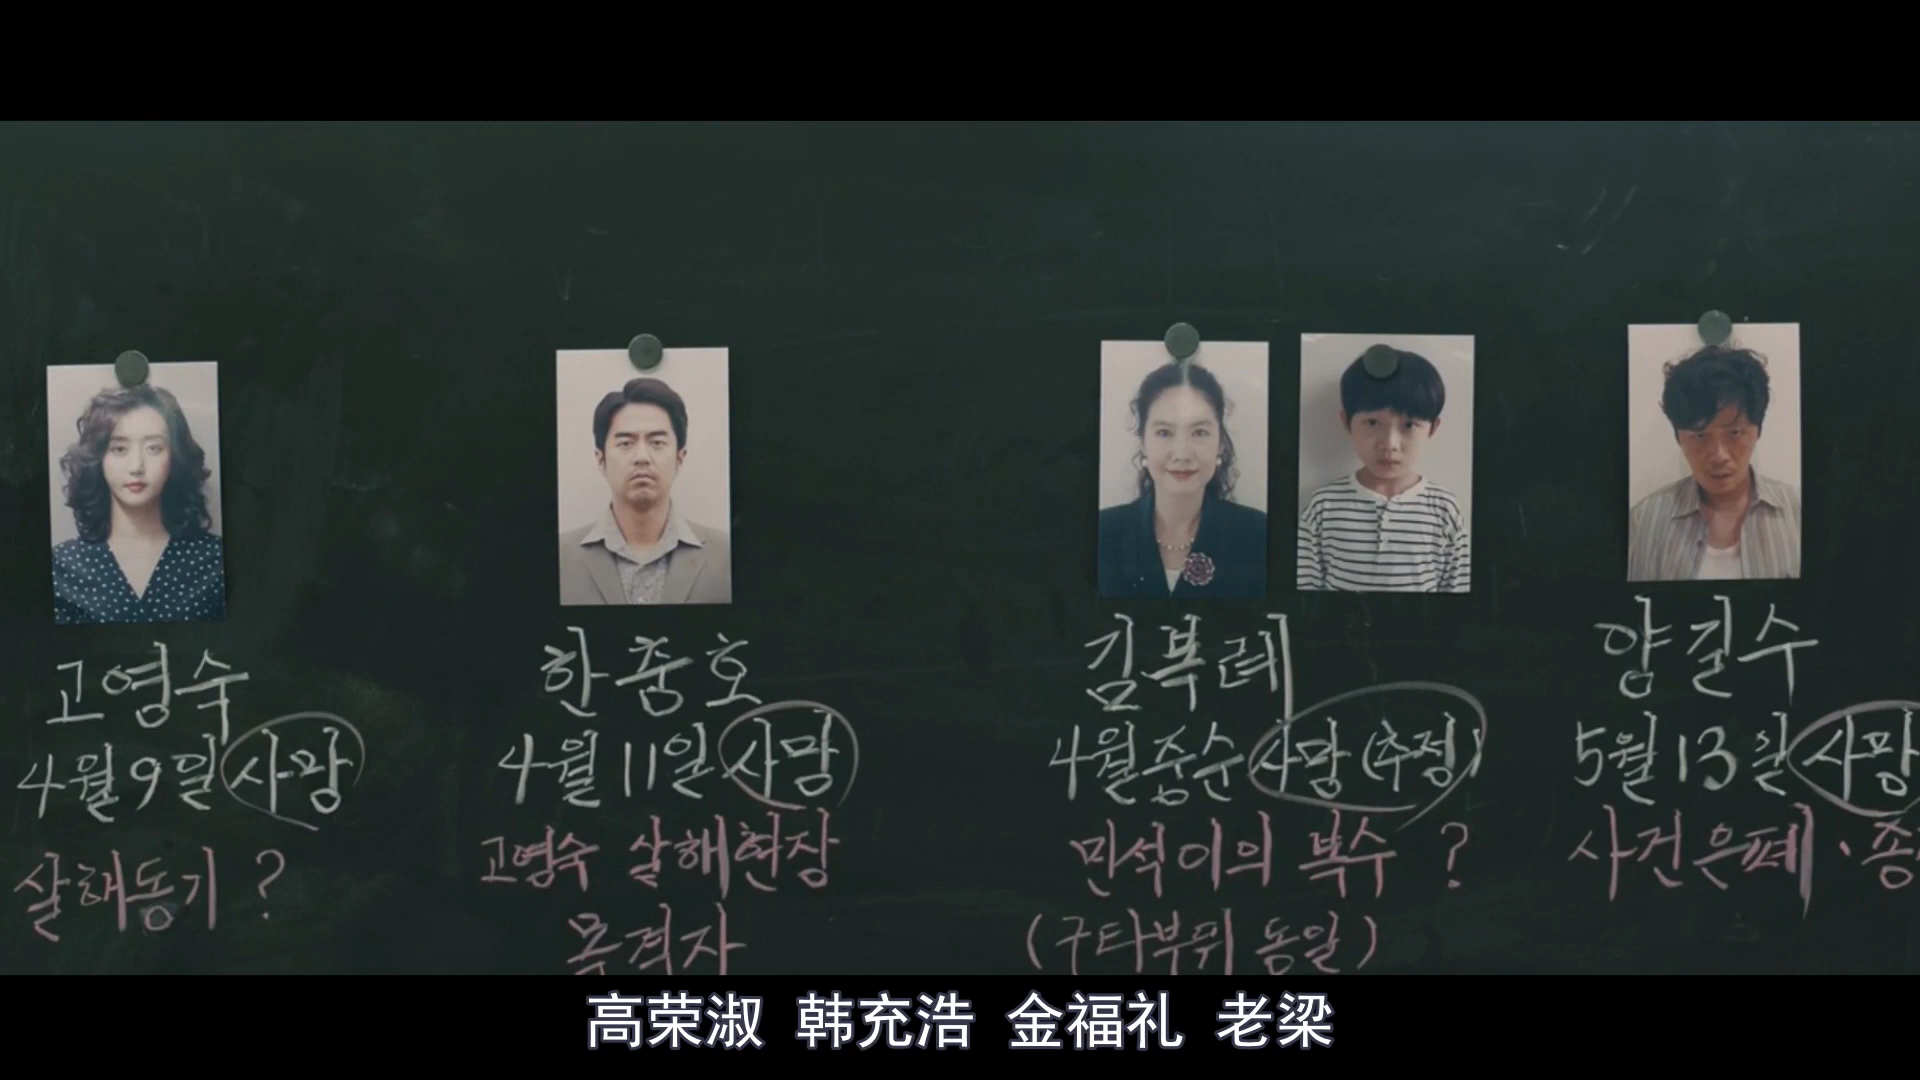 고영숙
4월 9일 사망
살해동기 ?
한춤호
4월 11일 사망
고영숙 살해현장
목격자
김복례
4월중순 사망 (추정)
민석이의 복수 ?
(구타부위 동일)
양길수
5월 13일 사망
사건은폐 · 증
高荣淑 韩充浩 金福礼 老梁